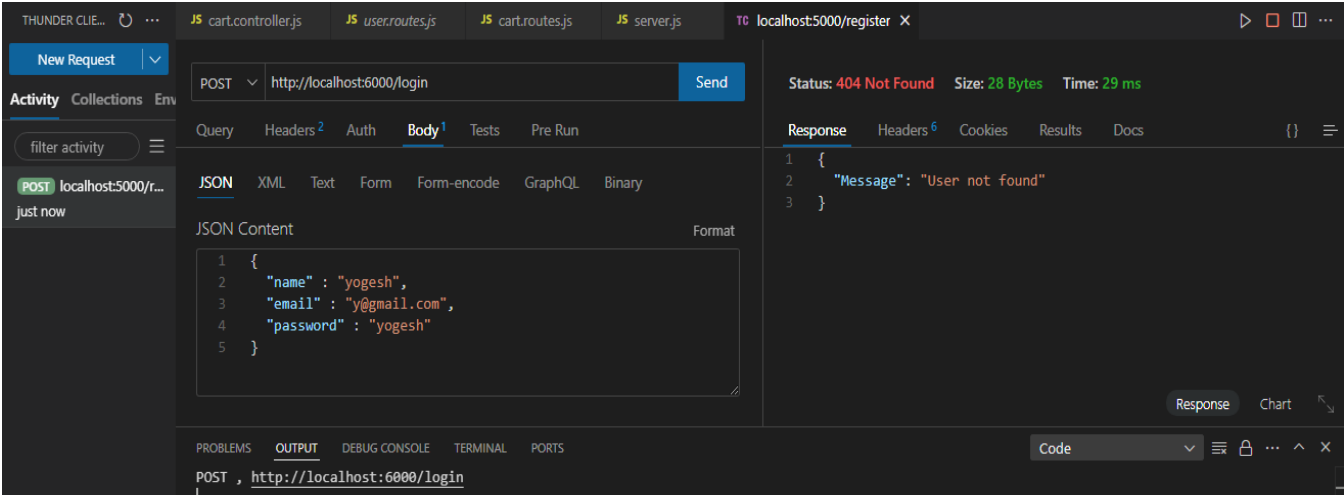 THUNDER CLIE...
JS cart.controller.js JS user.routes.js JS cart.routes.js JS server.js TC localhost:5000/register
New Request
Activity Collections Env
filter activity
POST localhost:5000/r...
just now
POST http://localhost:6000/login Send
Query Headers 2 Auth Body 1 Tests Pre Run
JSON XML Text Form Form-encode GraphQL Binary
JSON Content Format
1 {
2 "name" : "yogesh",
3 "email" : "y@gmail.com",
4 "password" : "yogesh"
5 }
Status: 404 Not Found Size: 28 Bytes Time: 29 ms
Response Headers 6 Cookies Results Docs {}
1 {
2 "Message": "User not found"
3 }
Response Chart
PROBLEMS OUTPUT DEBUG CONSOLE TERMINAL PORTS Code
POST , http://localhost:6000/login